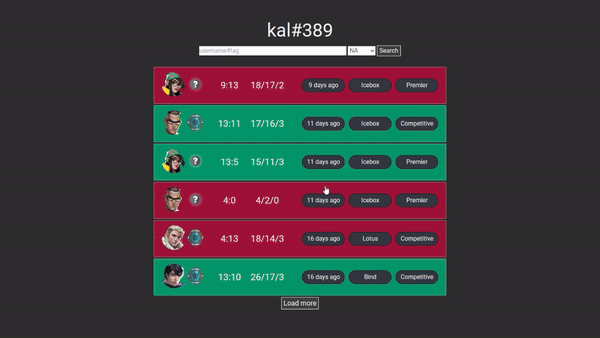 kal#389
username#tag NA Search
? 9:13 18/17/2 9 days ago Icebox Premier
13:11 17/16/3 11 days ago Icebox Competitive
? 13:5 15/11/3 11 days ago Icebox Premier
? 4:0 4/2/0 11 days ago Icebox Premier
4:13 18/14/3 16 days ago Lotus Competitive
13:10 26/17/3 16 days ago Bind Competitive
Load more